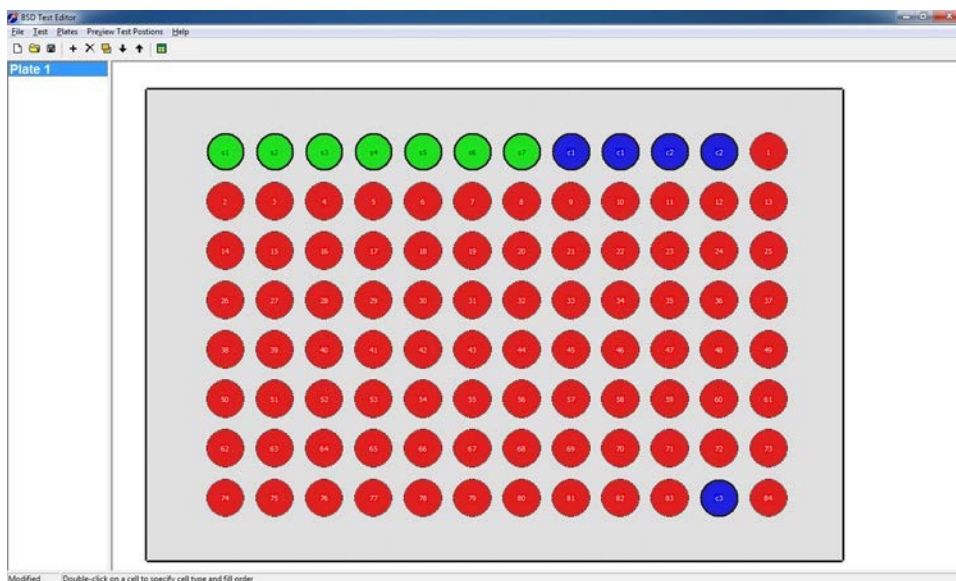 BSD Test Editor
File Test Plates Preview Test Postions Help
Plate 1
s1 s2 s3 s4 s5 s6 s7 c1 c1 c2 c2 1
2 3 4 5 6 7 8 9 10 11 12 13
14 15 16 17 18 19 20 21 22 23 24 25
26 27 28 29 30 31 32 33 34 35 36 37
38 39 40 41 42 43 44 45 46 47 48 49
50 51 52 53 54 55 56 57 58 59 60 61
62 63 64 65 66 67 68 69 70 71 72 73
74 75 76 77 78 79 80 81 82 83 c3 84
Modified Double-click on a cell to specify cell type and fill order